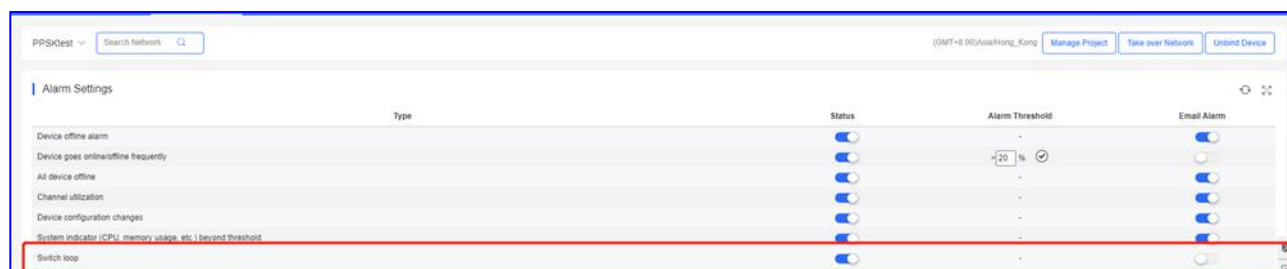 PPSKtest Search Network (GMT+8:00)Asia/Hong_Kong Manage Project Take over Network Unbind Device
Alarm Settings
Type Status Alarm Threshold Email Alarm
Device offline alarm -
Device goes online/offline frequently >20 %
All device offline -
Channel utilization -
Device configuration changes -
System indicator (CPU, memory usage, etc.) beyond threshold
Switch loop -